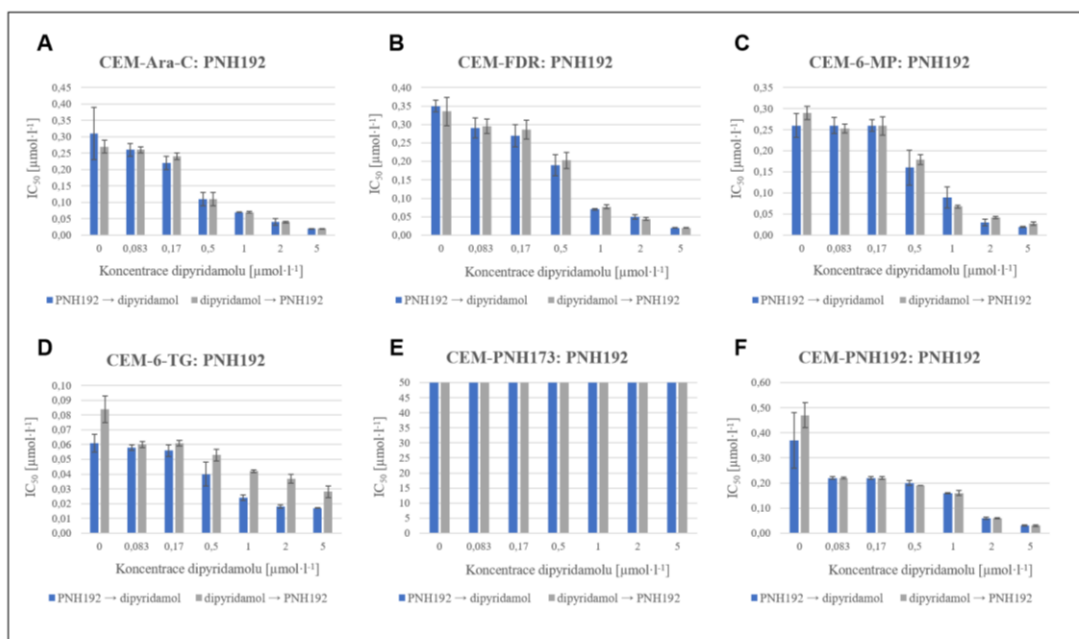 A
CEM-Ara-C: PNH192
IC₅₀ [µmol·l⁻¹]
0,50
0,45
0,40
0,35
0,30
0,25
0,20
0,15
0,10
0,05
0,00
0 0,083 0,17 0,5 1 2 5
Koncentrace dipyridamolu [µmol·l⁻¹]
PNH192 → dipyridamol dipyridamol → PNH192
B
CEM-FDR: PNH192
IC₅₀ [µmol·l⁻¹]
0,40
0,35
0,30
0,25
0,20
0,15
0,10
0,05
0,00
0 0,083 0,17 0,5 1 2 5
Koncentrace dipyridamolu [µmol·l⁻¹]
PNH192 → dipyridamol dipyridamol → PNH192
C
CEM-6-MP: PNH192
IC₅₀ [µmol·l⁻¹]
0,35
0,30
0,25
0,20
0,15
0,10
0,05
0,00
0 0,083 0,17 0,5 1 2 5
Koncentrace dipyridamolu [µmol·l⁻¹]
PNH192 → dipyridamol dipyridamol → PNH192
D
CEM-6-TG: PNH192
IC₅₀ [µmol·l⁻¹]
0,10
0,09
0,08
0,07
0,06
0,05
0,04
0,03
0,02
0,01
0,00
0 0,083 0,17 0,5 1 2 5
Koncentrace dipyridamolu [µmol·l⁻¹]
PNH192 → dipyridamol dipyridamol → PNH192
E
CEM-PNH173: PNH192
IC₅₀ [µmol·l⁻¹]
50
45
40
35
30
25
20
15
10
5
0
0 0,083 0,17 0,5 1 2 5
Koncentrace dipyridamolu [µmol·l⁻¹]
PNH192 → dipyridamol dipyridamol → PNH192
F
CEM-PNH192: PNH192
IC₅₀ [µmol·l⁻¹]
0,60
0,50
0,40
0,30
0,20
0,10
0,00
0 0,083 0,17 0,5 1 2 5
Koncentrace dipyridamolu [µmol·l⁻¹]
PNH192 → dipyridamol dipyridamol → PNH192